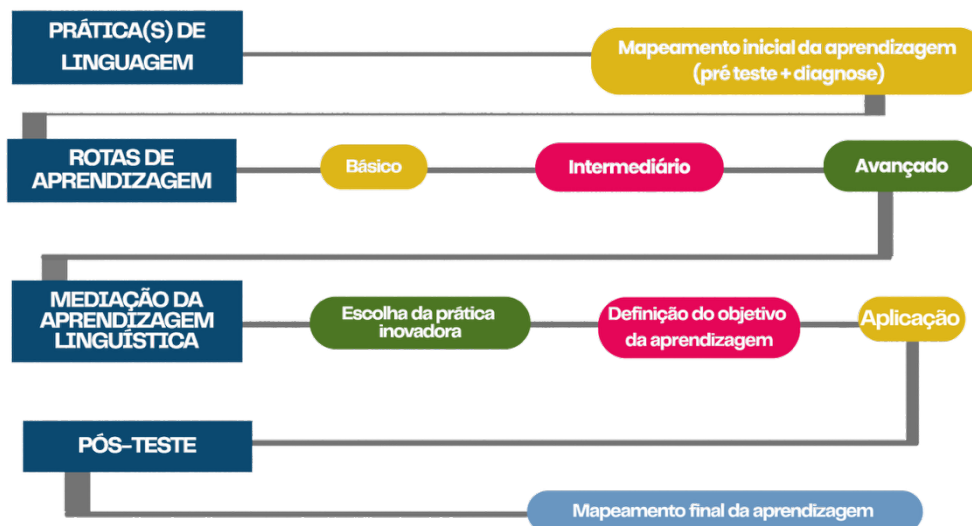 PRÁTICA(S) DE
LINGUAGEM
Mapeamento inicial da aprendizagem
(pré teste + diagnose)
ROTAS DE
APRENDIZAGEM
Básico
Intermediário
Avançado
MEDIAÇÃO DA
APRENDIZAGEM
LINGUÍSTICA
Escolha da prática
inovadora
Definição do objetivo
da aprendizagem
Aplicação
PÓS-TESTE
Mapeamento final da aprendizagem